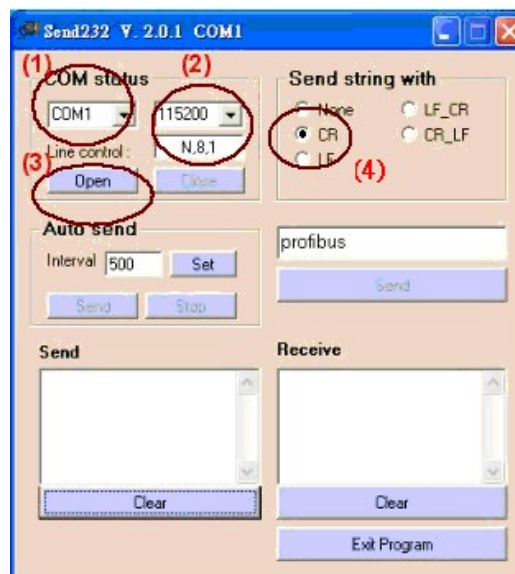 Send232 V. 2.0.1 COM1
(1)
COM status
(2)
COM1
115200
Line control :
N,8,1
(3)
Open
Close
Send string with
None
LF_CR
CR
CR_LF
LF
(4)
Auto send
Interval
500
Set
Send
Stop
profibus
Send
Send
Receive
Clear
Clear
Exit Program